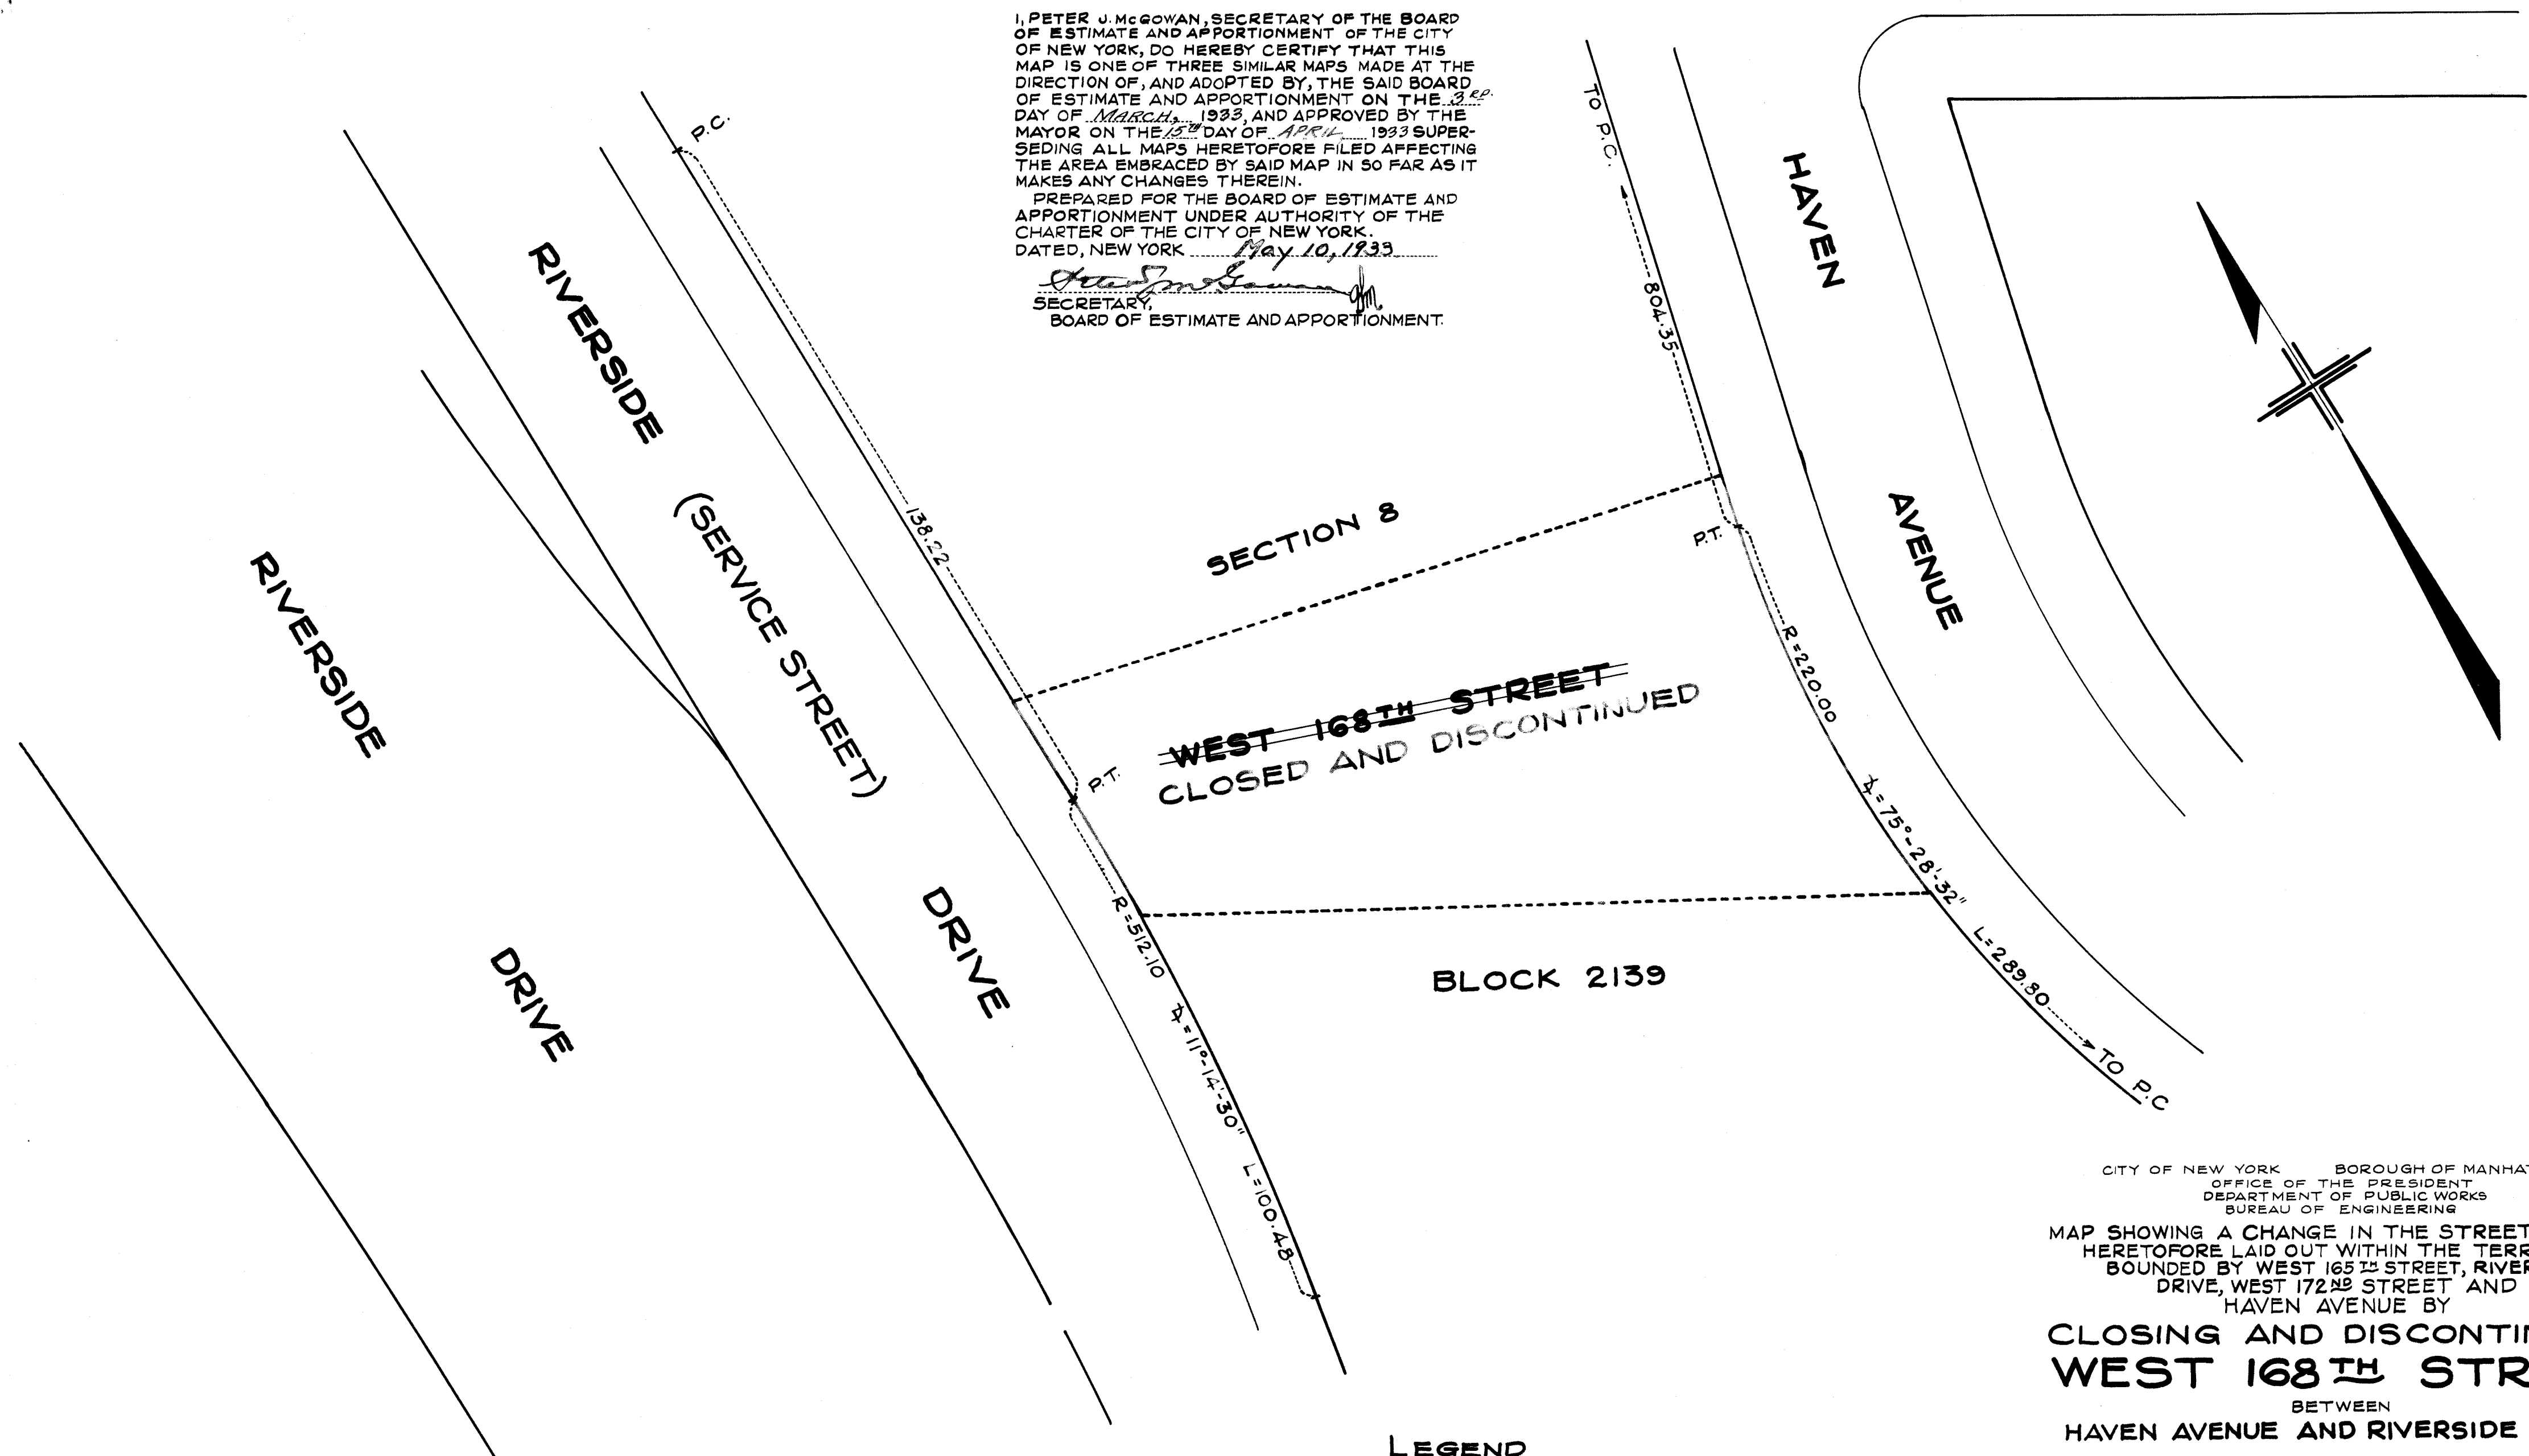 I, PETER J. McGOWAN, SECRETARY OF THE BOARD
OF ESTIMATE AND APPORTIONMENT OF THE CITY
OF NEW YORK, DO HEREBY CERTIFY THAT THIS
MAP IS ONE OF THREE SIMILAR MAPS MADE AT THE
DIRECTION OF, AND ADOPTED BY, THE SAID BOARD
OF ESTIMATE AND APPORTIONMENT ON THE 3RD.
DAY OF MARCH, 1933, AND APPROVED BY THE
MAYOR ON THE 15TH DAY OF APRIL 1933 SUPER-
SEDING ALL MAPS HERETOFORE FILED AFFECTING
THE AREA EMBRACED BY SAID MAP IN SO FAR AS IT
MAKES ANY CHANGES THEREIN.
PREPARED FOR THE BOARD OF ESTIMATE AND
APPORTIONMENT UNDER AUTHORITY OF THE
CHARTER OF THE CITY OF NEW YORK.
DATED, NEW YORK May 10, 1933
Peter J. McGowan
SECRETARY,
BOARD OF ESTIMATE AND APPORTIONMENT.
P.C.
TO P.C.
804.35
HAVEN
AVENUE
RIVERSIDE
(SERVICE STREET)
DRIVE
138.22
SECTION 8
P.T.
R=220.00
RIVERSIDE
DRIVE
WEST 168TH STREET
CLOSED AND DISCONTINUED
P.T.
∡=75°-28'-32"
L=289.80
TO P.C
R=512.10
∡=11°-14'-30"
L=100.48
BLOCK 2139
CITY OF NEW YORK BOROUGH OF MANHA
OFFICE OF THE PRESIDENT
DEPARTMENT OF PUBLIC WORKS
BUREAU OF ENGINEERING
MAP SHOWING A CHANGE IN THE STREET
HERETOFORE LAID OUT WITHIN THE TERR
BOUNDED BY WEST 165TH STREET, RIVER
DRIVE, WEST 172ND STREET AND
HAVEN AVENUE BY
CLOSING AND DISCONTIN
WEST 168TH STR
BETWEEN
HAVEN AVENUE AND RIVERSIDE
LEGEND